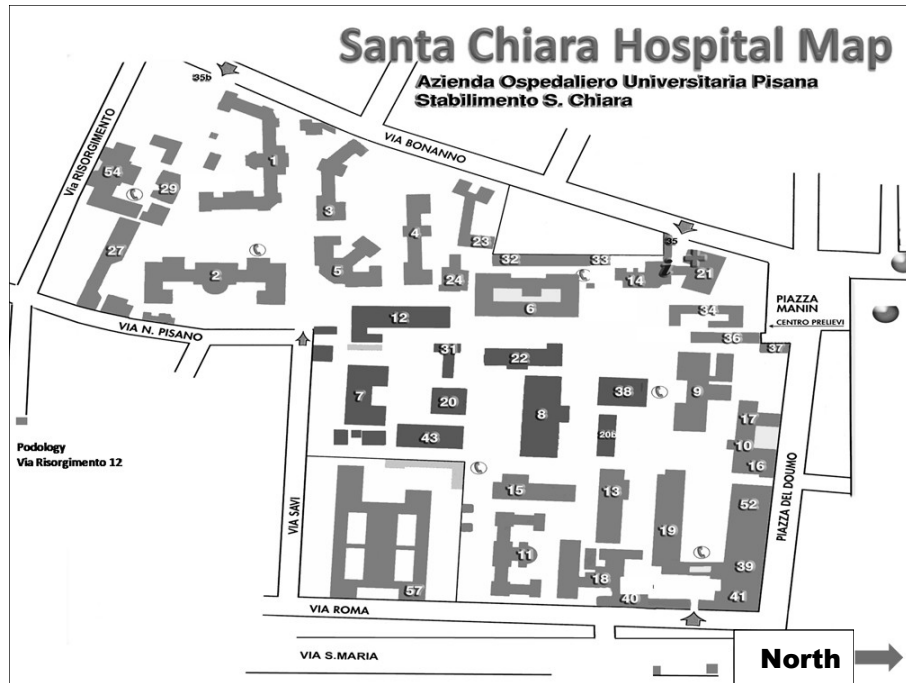 Santa Chiara Hospital Map
Azienda Ospedaliero Universitaria Pisana
Stabilimento S. Chiara
35b
VIA BONANNO
Via RISORGIMENTO
54
29
1
3
4
23
27
2
5
24
32
33
35
14
21
6
34
PIAZZA
MANIN
CENTRO PRELIEVI
VIA N. PISANO
12
31
22
36
37
7
20
8
38
9
43
20b
17
10
16
Podology
Via Risorgimento 12
VIA SAVI
15
13
19
52
PIAZZA DEL DOUMO
11
18
39
57
40
41
VIA ROMA
VIA S.MARIA
North